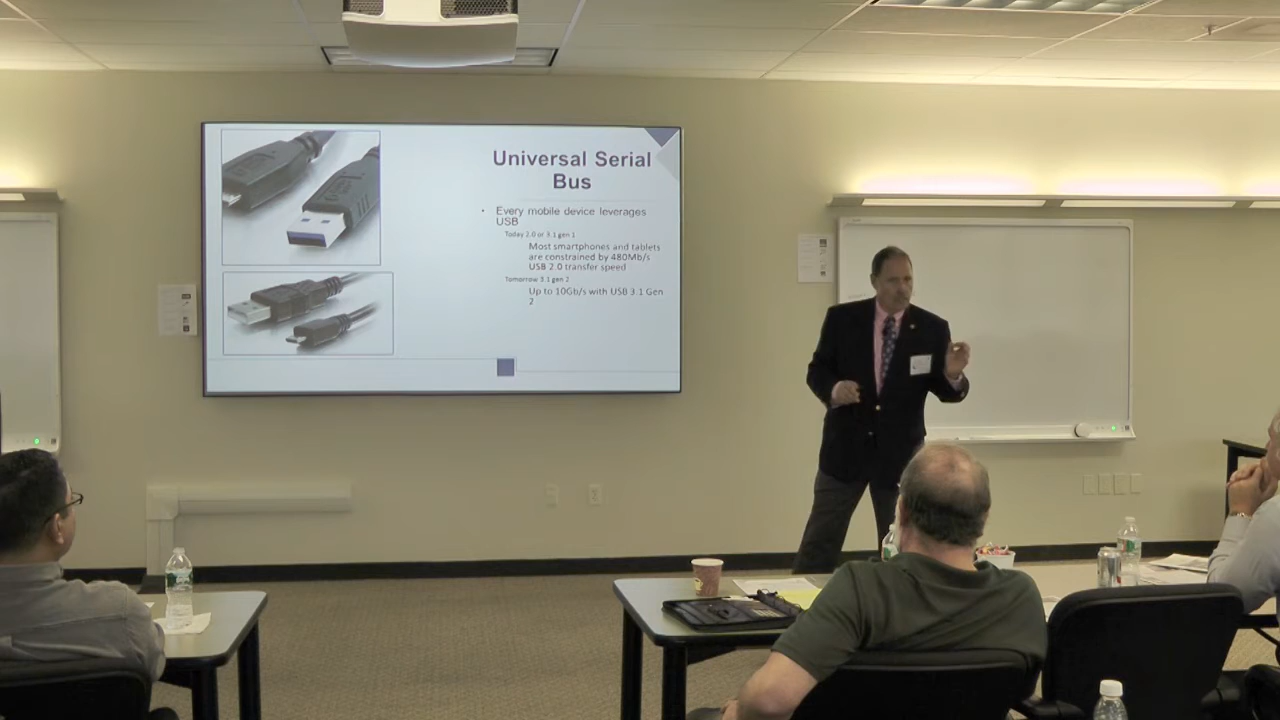 Universal Serial
Bus
• Every mobile device leverages
USB
Today 2.0 or 3.1 gen 1
Most smartphones and tablets
are constrained by 480Mb/s
USB 2.0 transfer speed
Tomorrow 3.1 gen 2
Up to 10Gb/s with USB 3.1 Gen
2